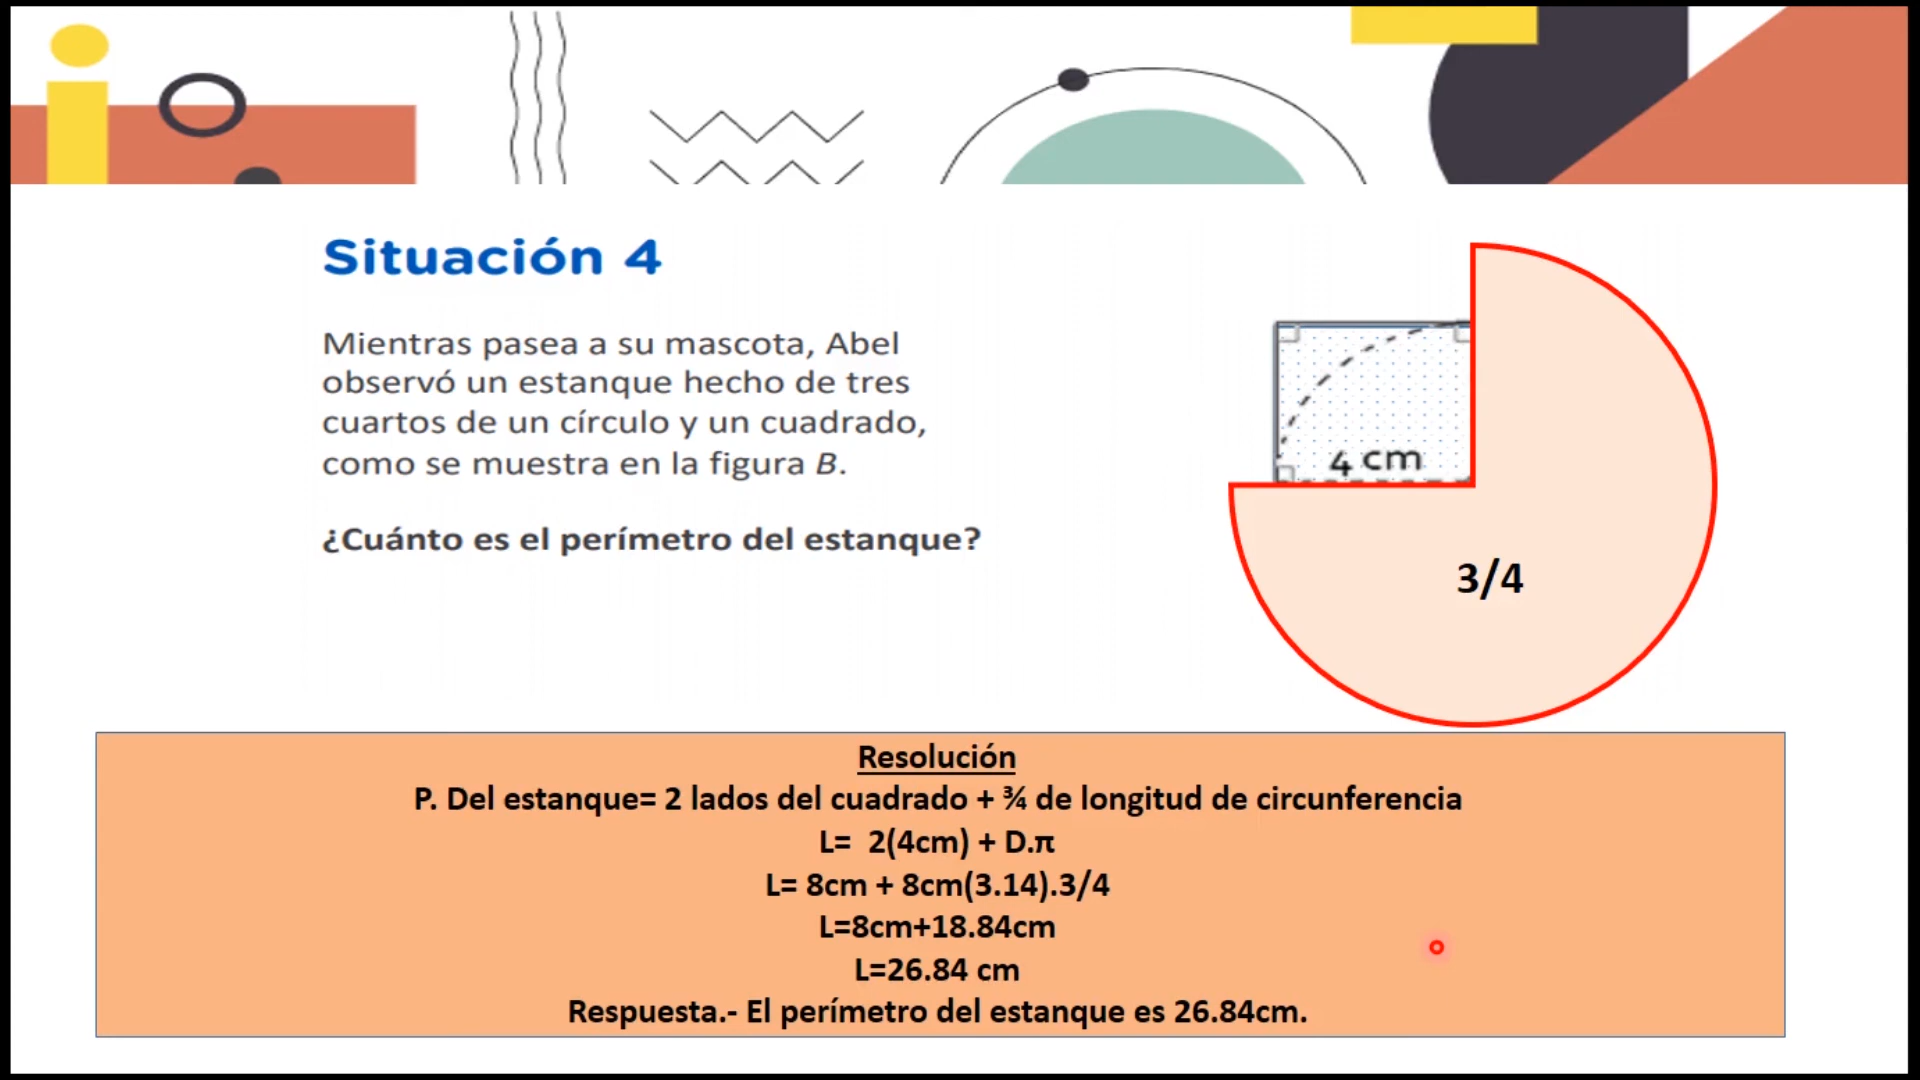 Situación 4
Mientras pasea a su mascota, Abel
observó un estanque hecho de tres
cuartos de un círculo y un cuadrado,
como se muestra en la figura B.
¿Cuánto es el perímetro del estanque?
4 cm
3/4
Resolución
P. Del estanque= 2 lados del cuadrado + ¾ de longitud de circunferencia
L=  2(4cm) + D.π
L= 8cm + 8cm(3.14).3/4
L=8cm+18.84cm
L=26.84 cm
Respuesta.- El perímetro del estanque es 26.84cm.